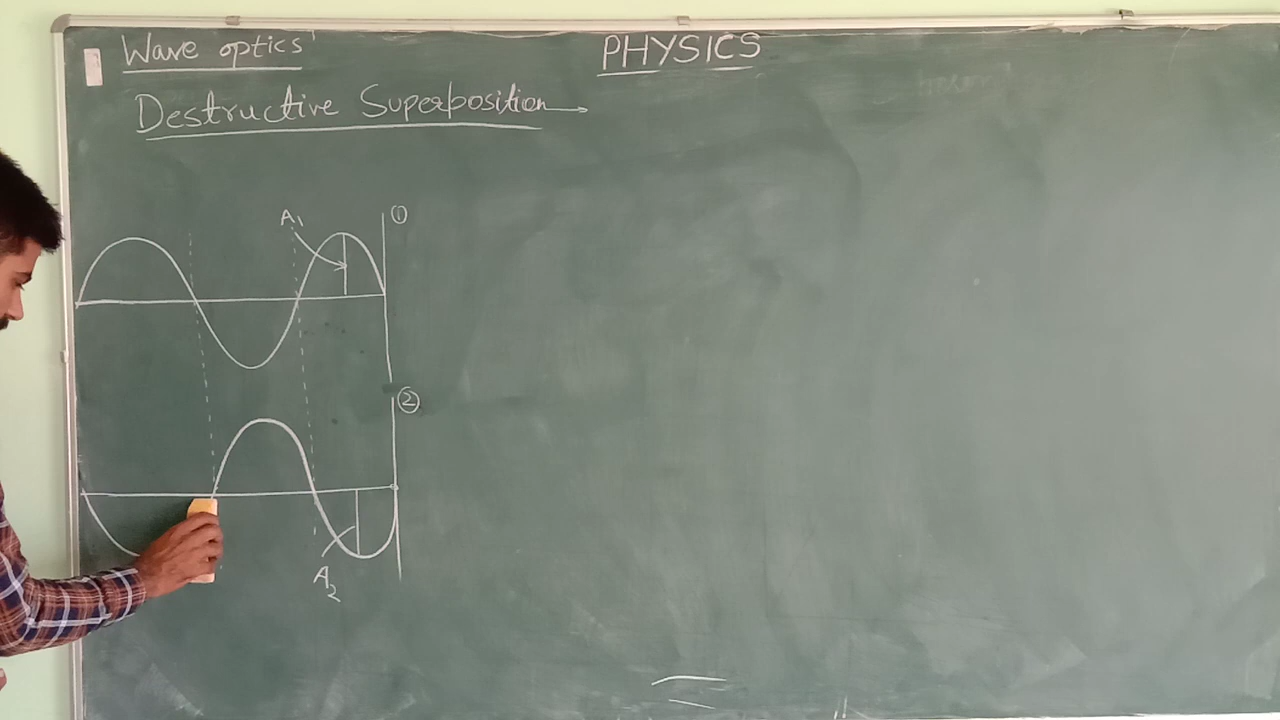 Wave optics
PHYSICS
Destructive Superposition
A₁
①
②
A₂